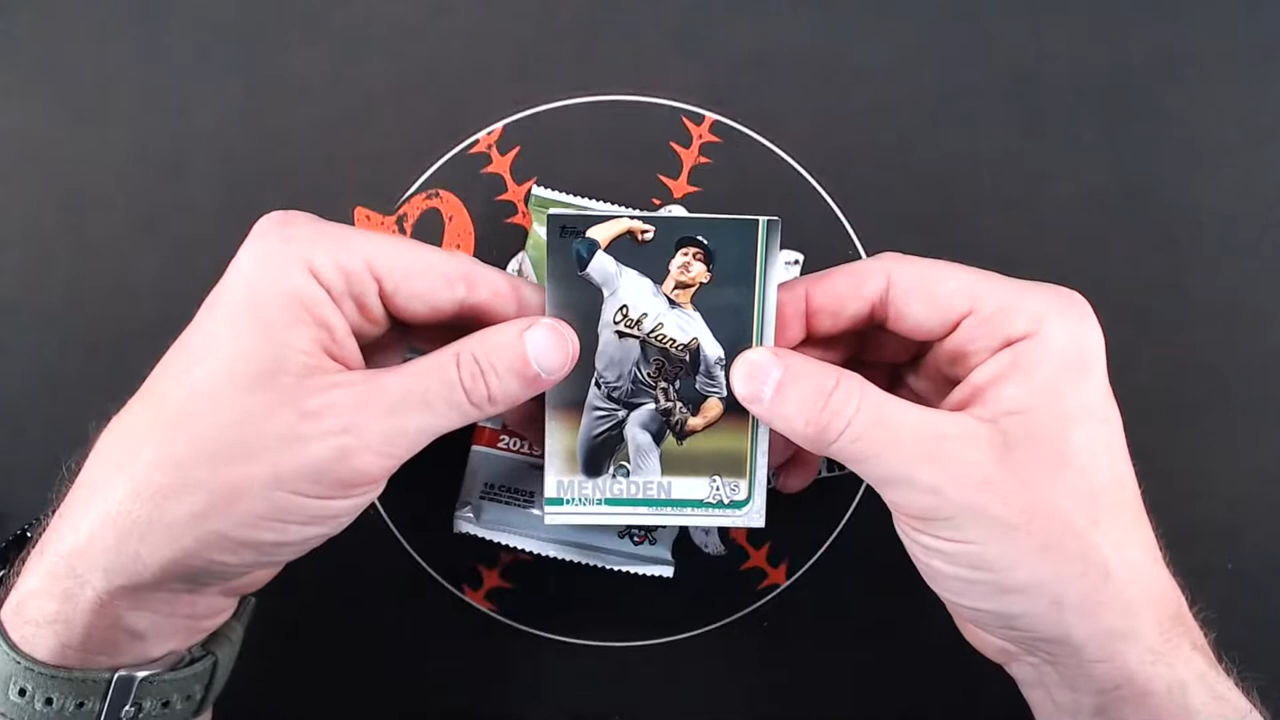 topps
Oakland
33
MENGDEN
DANIEL
A's
OAKLAND ATHLETICS
2019
16 CARDS